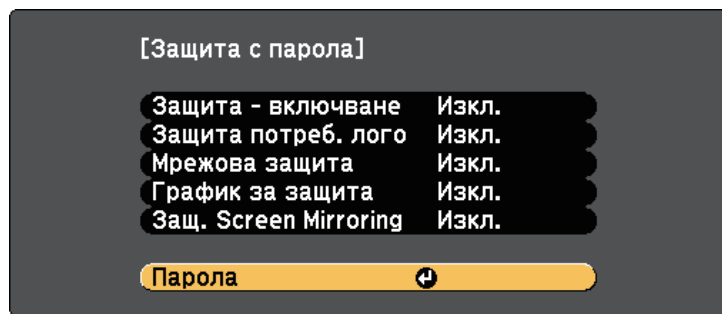 [Защита с парола]
Защита - включване Изкл.
Защита потреб. лого Изкл.
Мрежова защита Изкл.
График за защита Изкл.
Защ. Screen Mirroring Изкл.
Парола